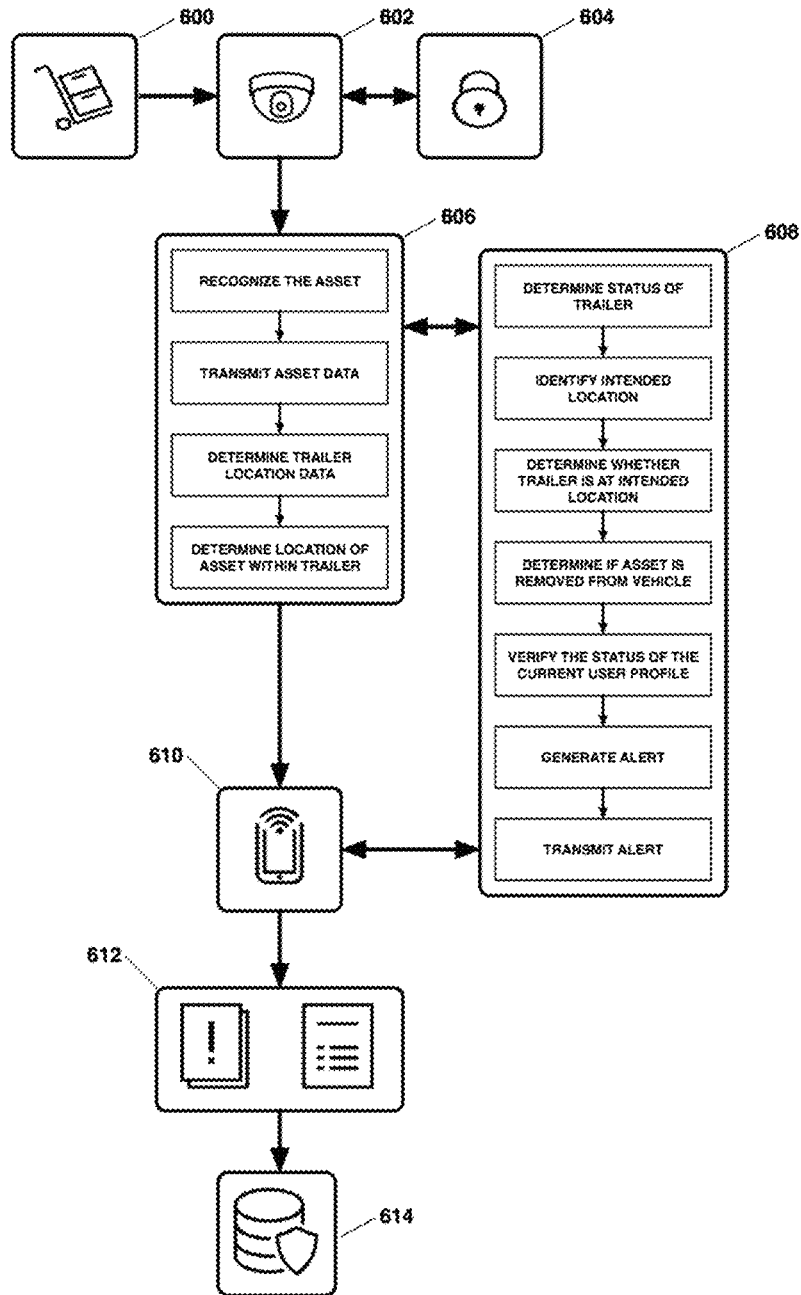 600
602
604
606
RECOGNIZE THE ASSET
TRANSMIT ASSET DATA
DETERMINE TRAILER
LOCATION DATA
DETERMINE LOCATION OF
ASSET WITHIN TRAILER
608
DETERMINE STATUS OF
TRAILER
IDENTIFY INTENDED
LOCATION
DETERMINE WHETHER
TRAILER IS AT INTENDED
LOCATION
DETERMINE IF ASSET IS
REMOVED FROM VEHICLE
VERIFY THE STATUS OF THE
CURRENT USER PROFILE
GENERATE ALERT
TRANSMIT ALERT
610
612
!
614